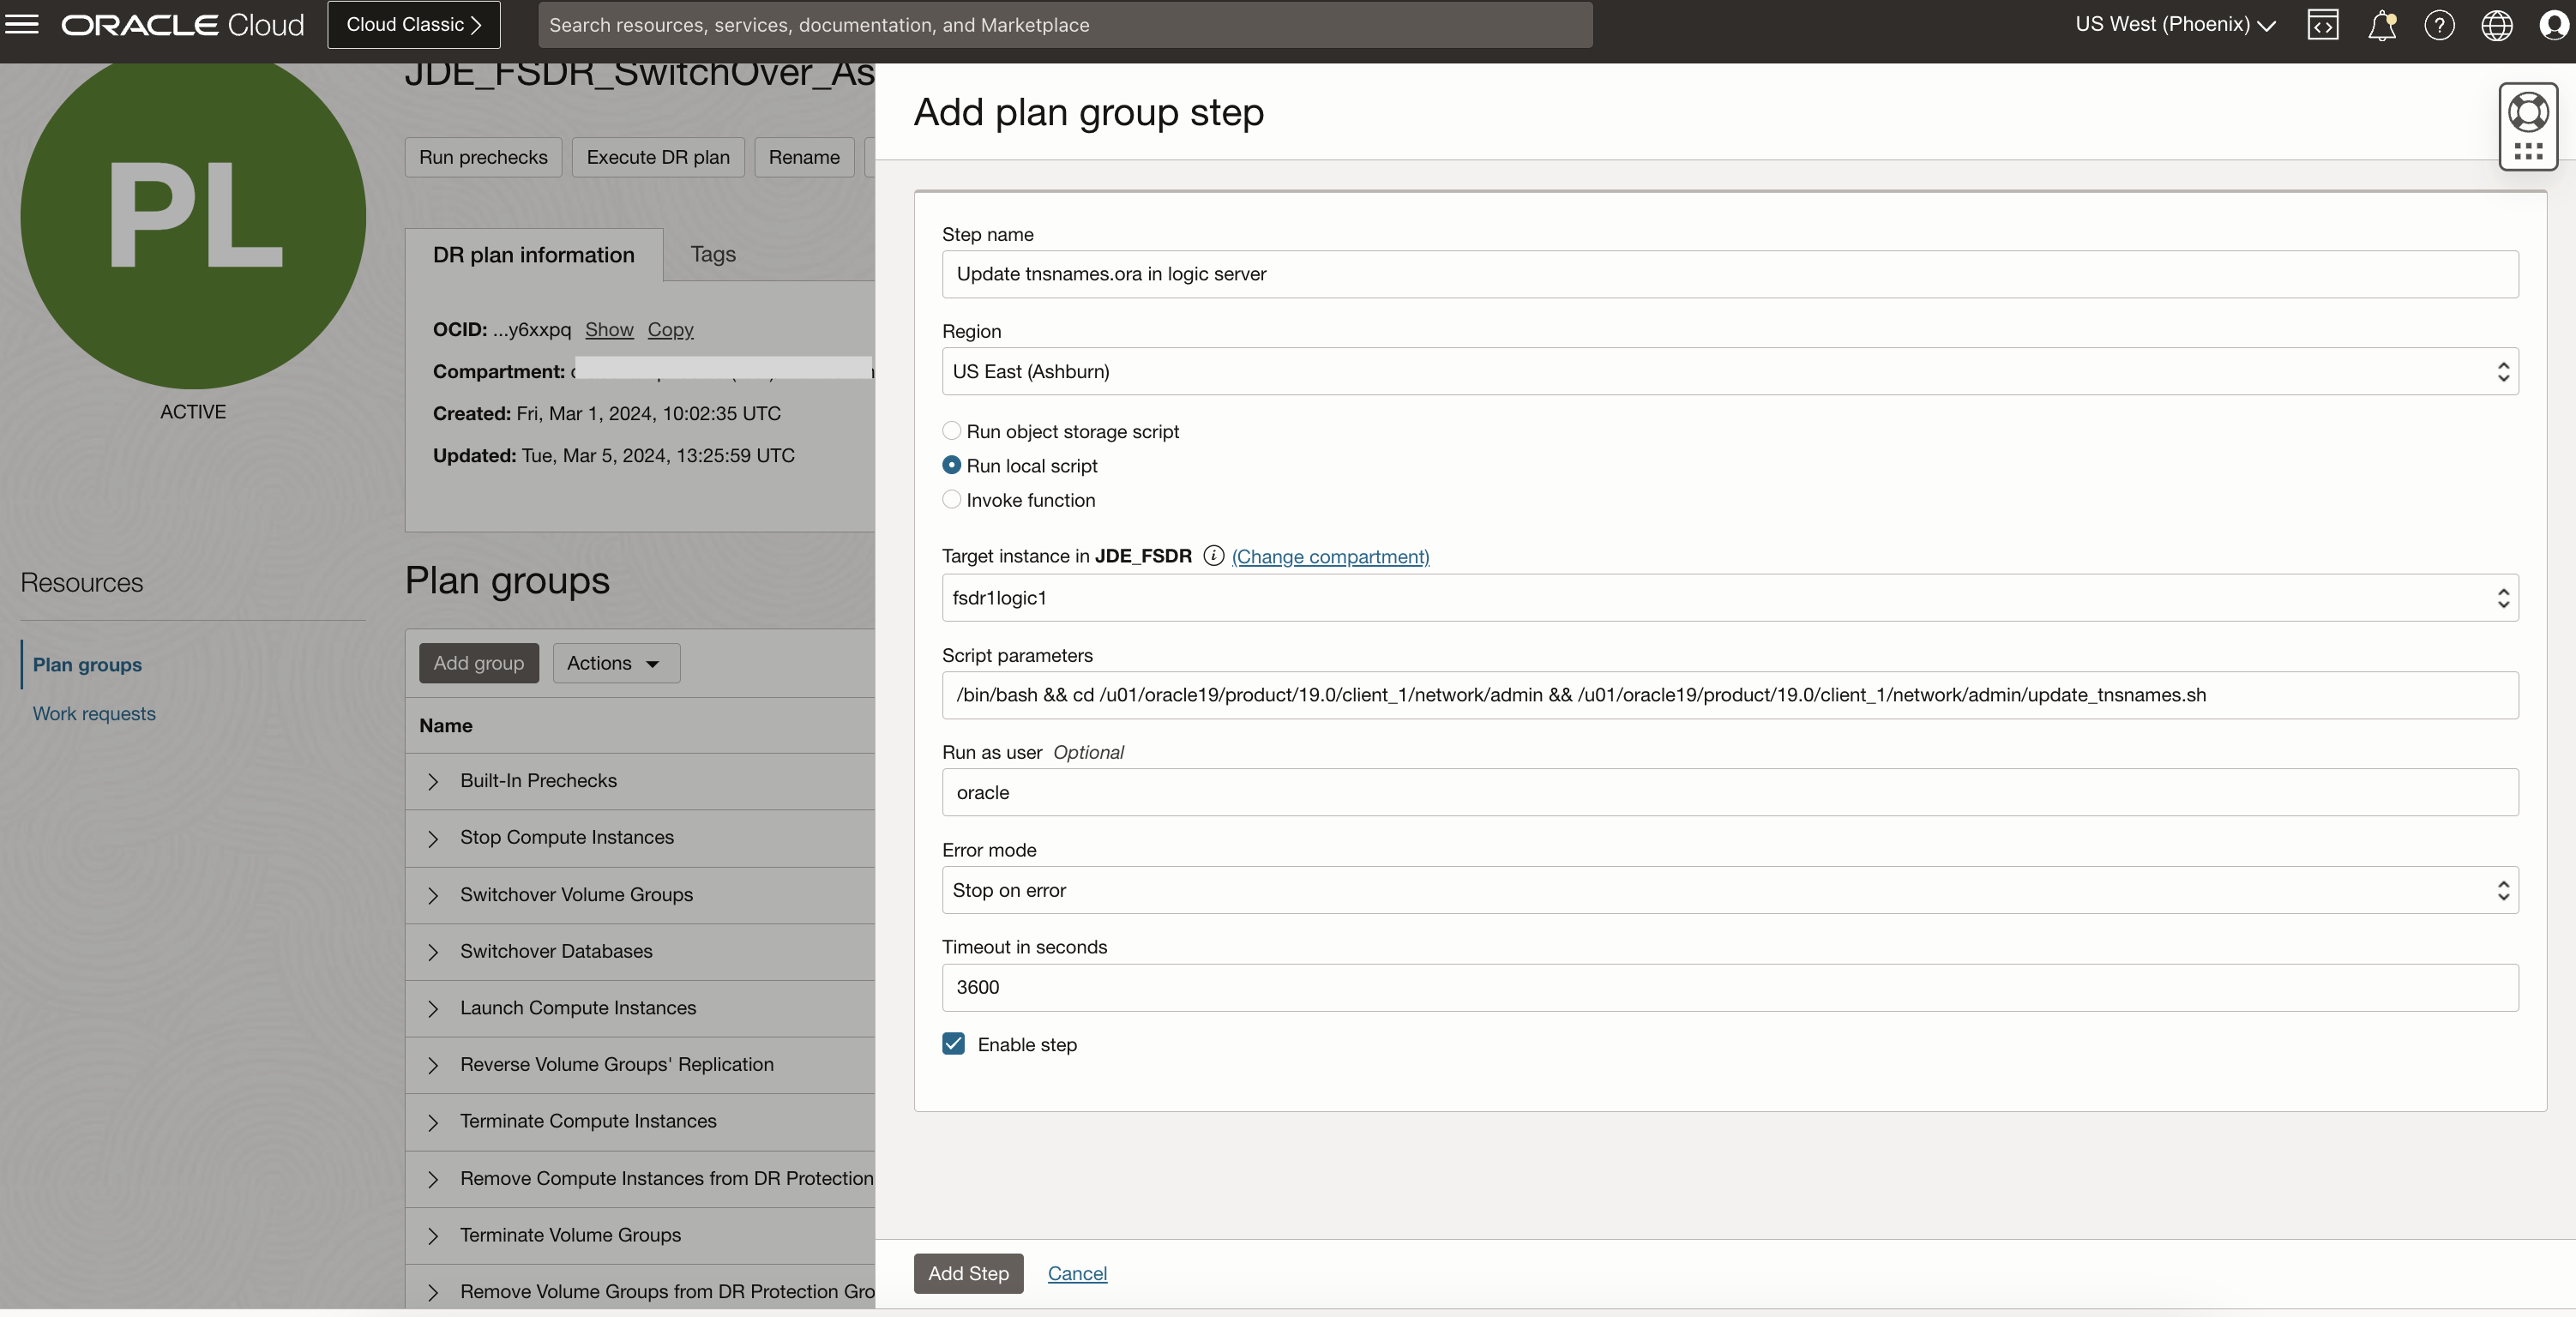 ORACLE Cloud
Cloud Classic
Search resources, services, documentation, and Marketplace
US West (Phoenix)
JDE_FSDR_SwitchOver_As
PL
ACTIVE
Run prechecks
Execute DR plan
Rename
DR plan information
Tags
OCID: ...y6xxpq Show Copy
Compartment:
Created: Fri, Mar 1, 2024, 10:02:35 UTC
Updated: Tue, Mar 5, 2024, 13:25:59 UTC
Resources
Plan groups
Work requests
Plan groups
Add group
Actions
Name
Built-In Prechecks
Stop Compute Instances
Switchover Volume Groups
Switchover Databases
Launch Compute Instances
Reverse Volume Groups' Replication
Terminate Compute Instances
Remove Compute Instances from DR Protection
Terminate Volume Groups
Remove Volume Groups from DR Protection Gro
Add plan group step
Step name
Update tnsnames.ora in logic server
Region
US East (Ashburn)
Run object storage script
Run local script
Invoke function
Target instance in JDE_FSDR (Change compartment)
fsdr1logic1
Script parameters
/bin/bash && cd /u01/oracle19/product/19.0/client_1/network/admin && /u01/oracle19/product/19.0/client_1/network/admin/update_tnsnames.sh
Run as user Optional
oracle
Error mode
Stop on error
Timeout in seconds
3600
Enable step
Add Step
Cancel